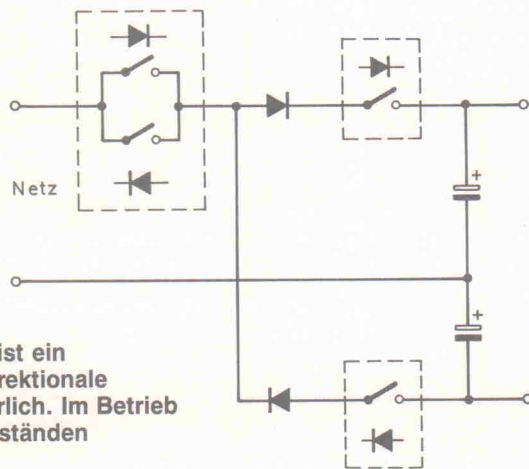 +
Netz
+
ist ein
rektionale
rlich. Im Betrieb
ständen